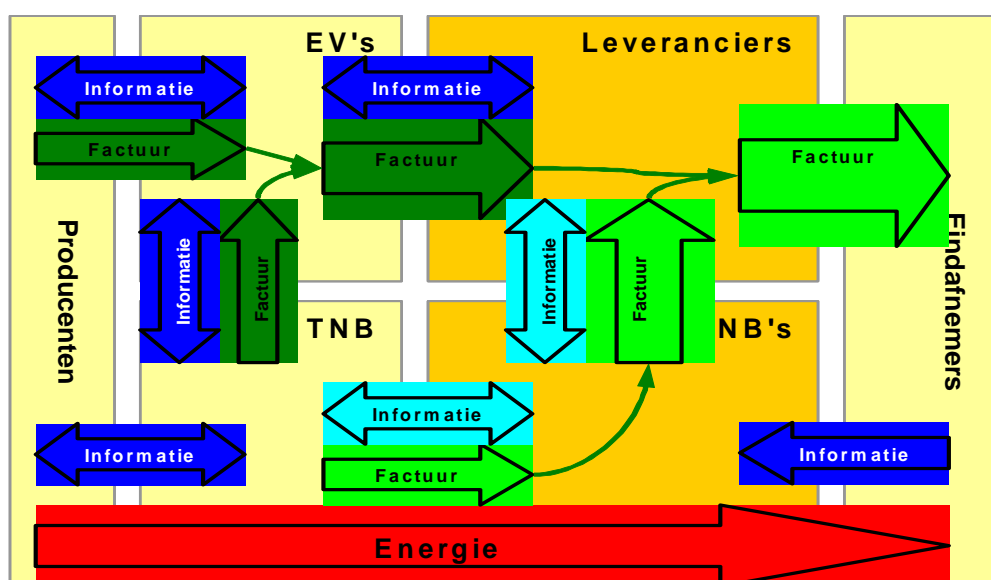 EV's
Leveranciers
Informatie
Informatie
Factuur
Factuur
Factuur
Producenten
Informatie
Factuur
Informatie
Factuur
Eindafnemers
TNB
NB's
Informatie
Informatie
Informatie
Factuur
Energie